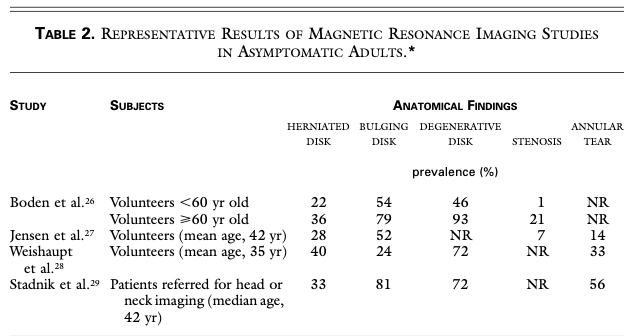 TABLE 2. REPRESENTATIVE RESULTS OF MAGNETIC RESONANCE IMAGING STUDIES
IN ASYMPTOMATIC ADULTS.*
STUDY SUBJECTS ANATOMICAL FINDINGS
HERNIATED BULGING DEGENERATIVE ANNULAR
DISK DISK DISK STENOSIS TEAR
prevalence (%)
Boden et al.²⁶ Volunteers <60 yr old 22 54 46 1 NR
Volunteers ⩾60 yr old 36 79 93 21 NR
Jensen et al.²⁷ Volunteers (mean age, 42 yr) 28 52 NR 7 14
Weishaupt Volunteers (mean age, 35 yr) 40 24 72 NR 33
et al.²⁸
Stadnik et al.²⁹ Patients referred for head or 33 81 72 NR 56
neck imaging (median age,
42 yr)